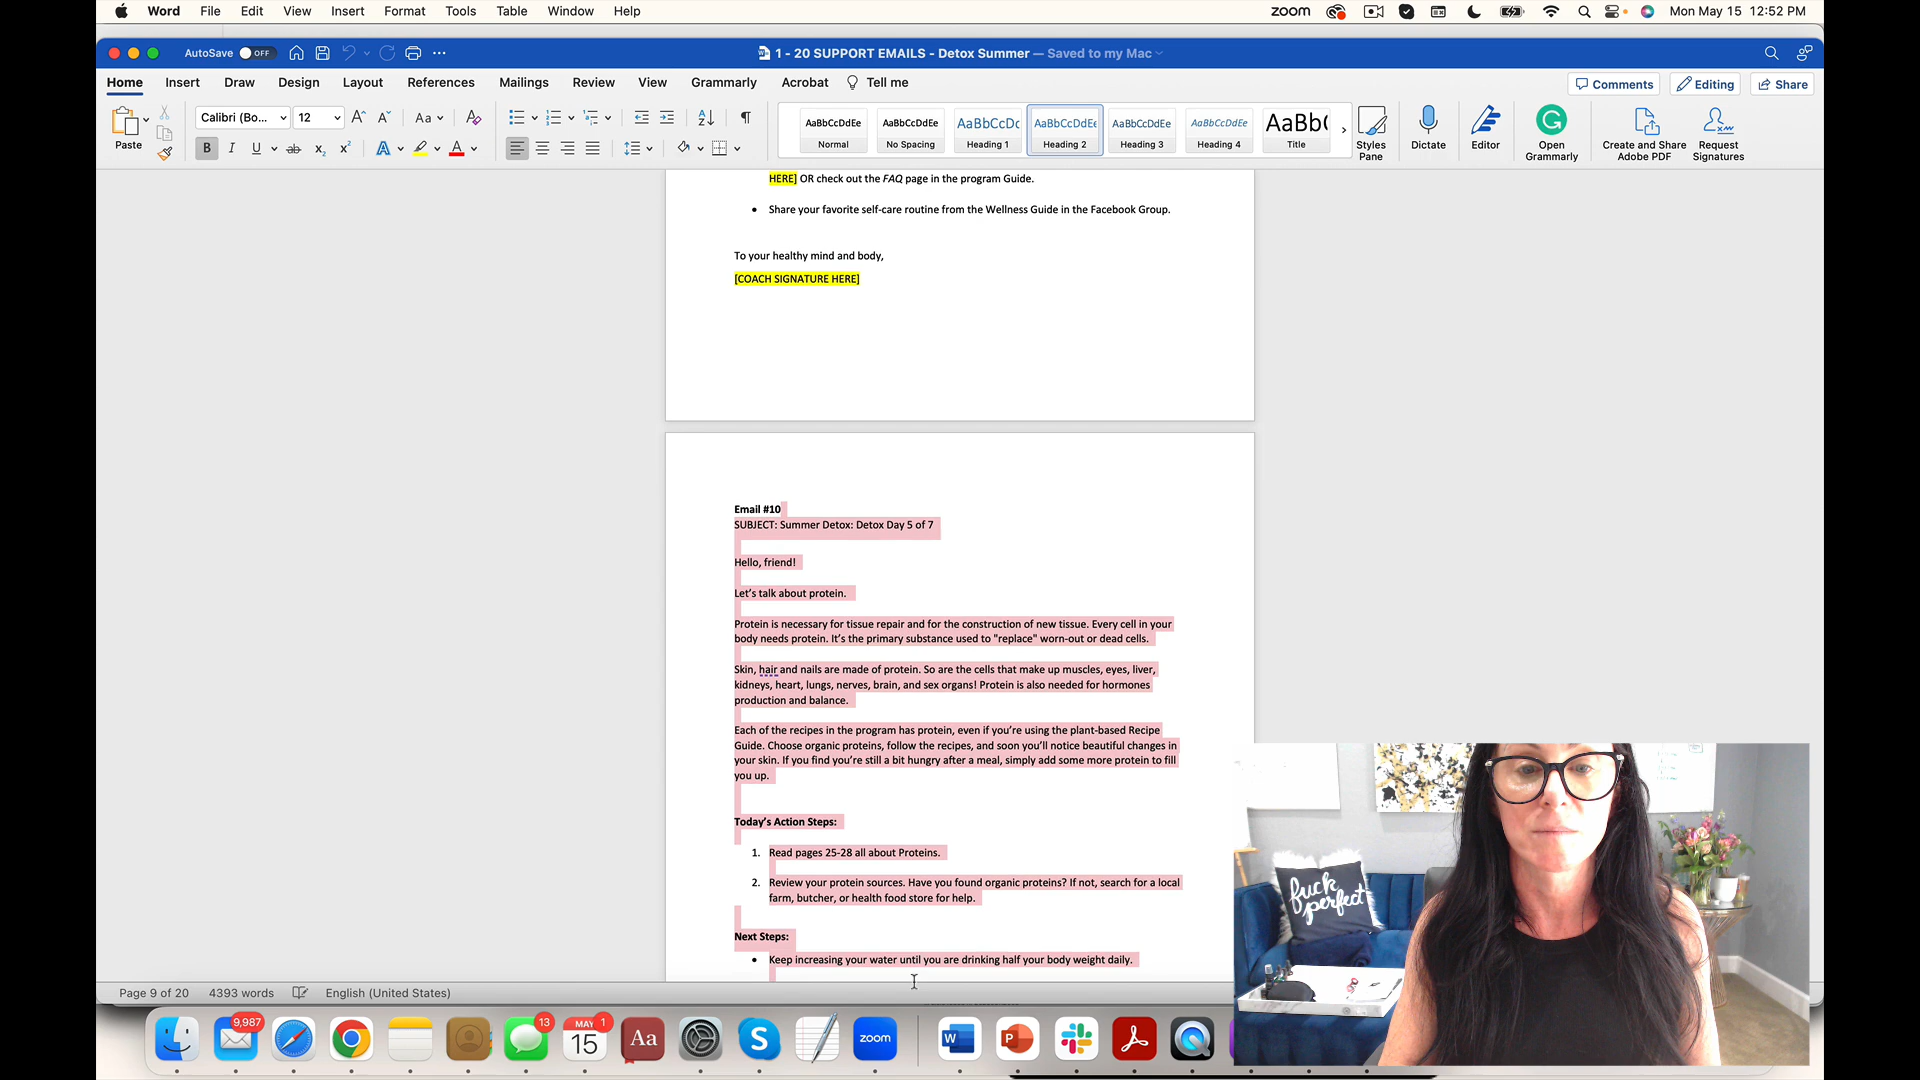 Word File Edit View Insert Format Tools Table Window Help zoom Mon May 15 12:52 PM
AutoSave OFF 1 - 20 SUPPORT EMAILS - Detox Summer — Saved to my Mac
Home Insert Draw Design Layout References Mailings Review View Grammarly Acrobat Tell me Comments Editing Share
Calibri (Bo... 12
Paste
AaBbCcDdEe AaBbCcDdEe AaBbCcDc AaBbCcDdEe AaBbCcDdEe AaBbCcDdEe AaBb(
Normal No Spacing Heading 1 Heading 2 Heading 3 Heading 4 Title
Styles Pane
Dictate
Editor
Open Grammarly
Create and Share Adobe PDF
Request Signatures
HERE] OR check out the FAQ page in the program Guide.
• Share your favorite self-care routine from the Wellness Guide in the Facebook Group.
To your healthy mind and body,
[COACH SIGNATURE HERE]
Email #10
SUBJECT: Summer Detox: Detox Day 5 of 7
Hello, friend!
Let’s talk about protein.
Protein is necessary for tissue repair and for the construction of new tissue. Every cell in your
body needs protein. It’s the primary substance used to "replace" worn-out or dead cells.
Skin, hair and nails are made of protein. So are the cells that make up muscles, eyes, liver,
kidneys, heart, lungs, nerves, brain, and sex organs! Protein is also needed for hormones
production and balance.
Each of the recipes in the program has protein, even if you’re using the plant-based Recipe
Guide. Choose organic proteins, follow the recipes, and soon you’ll notice beautiful changes in
your skin. If you find you’re still a bit hungry after a meal, simply add some more protein to fill
you up.
Today’s Action Steps:
1. Read pages 25-28 all about Proteins.
2. Review your protein sources. Have you found organic proteins? If not, search for a local
farm, butcher, or health food store for help.
Next Steps:
• Keep increasing your water until you are drinking half your body weight daily.
fuck
perfect
Page 9 of 20 4393 words English (United States)
9,987
13
MAY 1
15
Aa
zoom
W
P